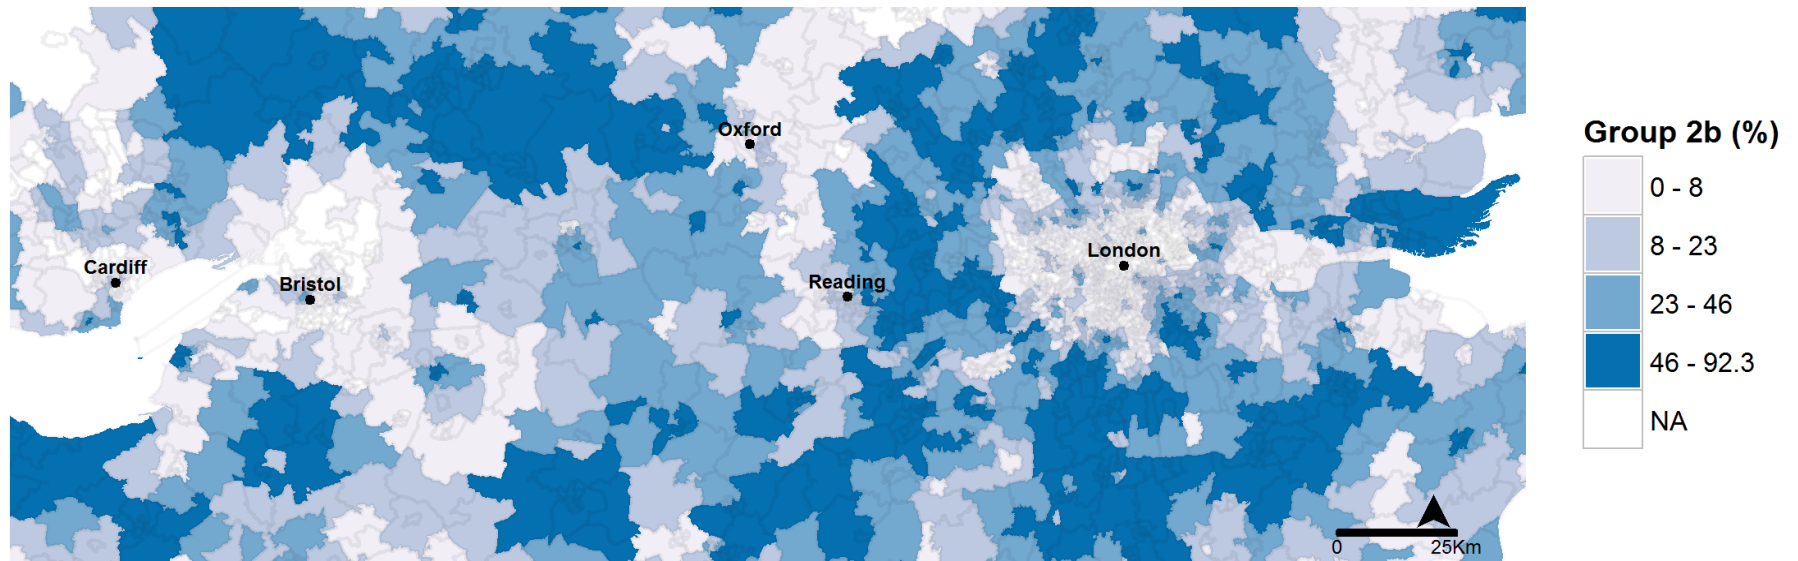 Oxford
Cardiff
Bristol
Reading
London
Group 2b (%)
0 - 8
8 - 23
23 - 46
46 - 92.3
NA
0 25Km